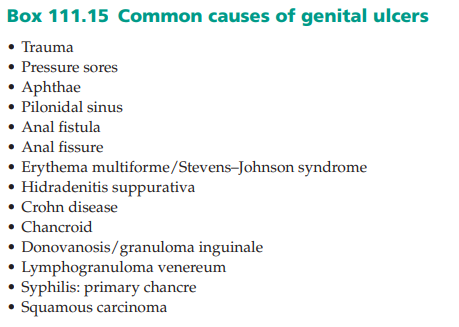 Box 111.15 Common causes of genital ulcers
• Trauma
• Pressure sores
• Aphthae
• Pilonidal sinus
• Anal fistula
• Anal fissure
• Erythema multiforme/Stevens–Johnson syndrome
• Hidradenitis suppurativa
• Crohn disease
• Chancroid
• Donovanosis/granuloma inguinale
• Lymphogranuloma venereum
• Syphilis: primary chancre
• Squamous carcinoma